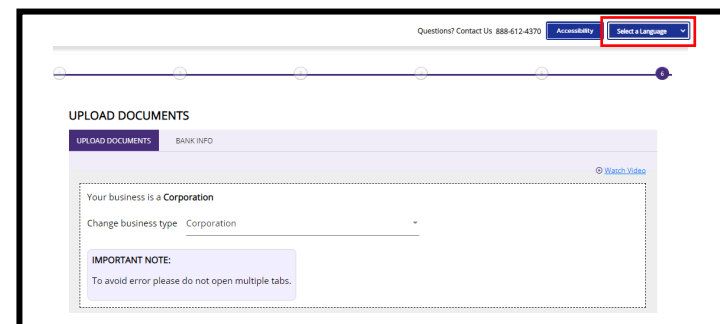 Questions? Contact Us 888-612-4370 Accessibility Select a Language
6
UPLOAD DOCUMENTS
UPLOAD DOCUMENTS BANK INFO
Watch Video
Your business is a Corporation
Change business type Corporation
IMPORTANT NOTE:
To avoid error please do not open multiple tabs.